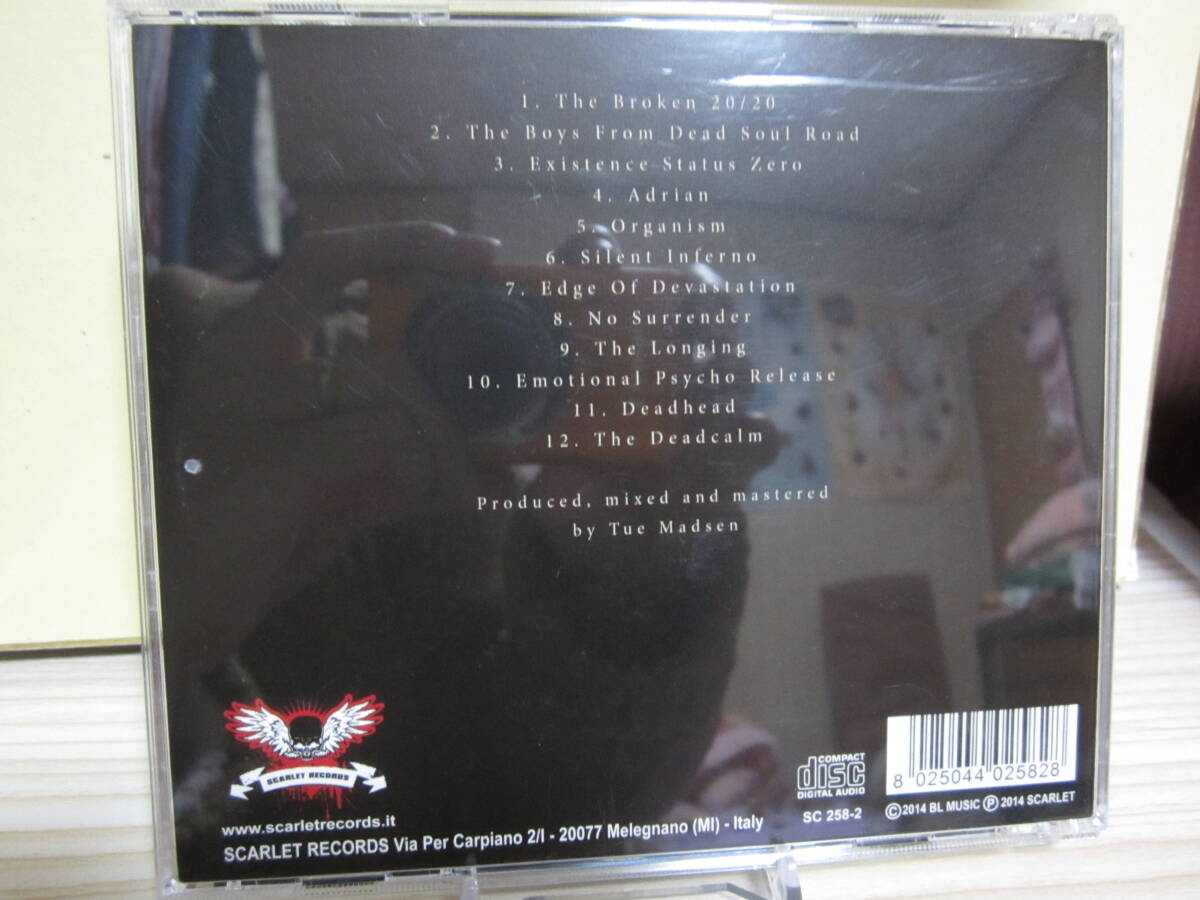 1. The Broken 20/20
2. The Boys From Dead Soul Road
3. Existence Status Zero
4. Adrian
5. Organism
6. Silent Inferno
7. Edge Of Devastation
8. No Surrender
9. The Longing
10. Emotional Psycho Release
11. Deadhead
12. The Deadcalm
Produced, mixed and mastered
by Tue Madsen
SCARLET RECORDS
www.scarletrecords.it
SCARLET RECORDS Via Per Carpiano 2/I - 20077 Melegnano (MI) - Italy
COMPACT
disc
DIGITAL AUDIO
SC 258-2
8 025044 025828
©2014 BL MUSIC ℗ 2014 SCARLET